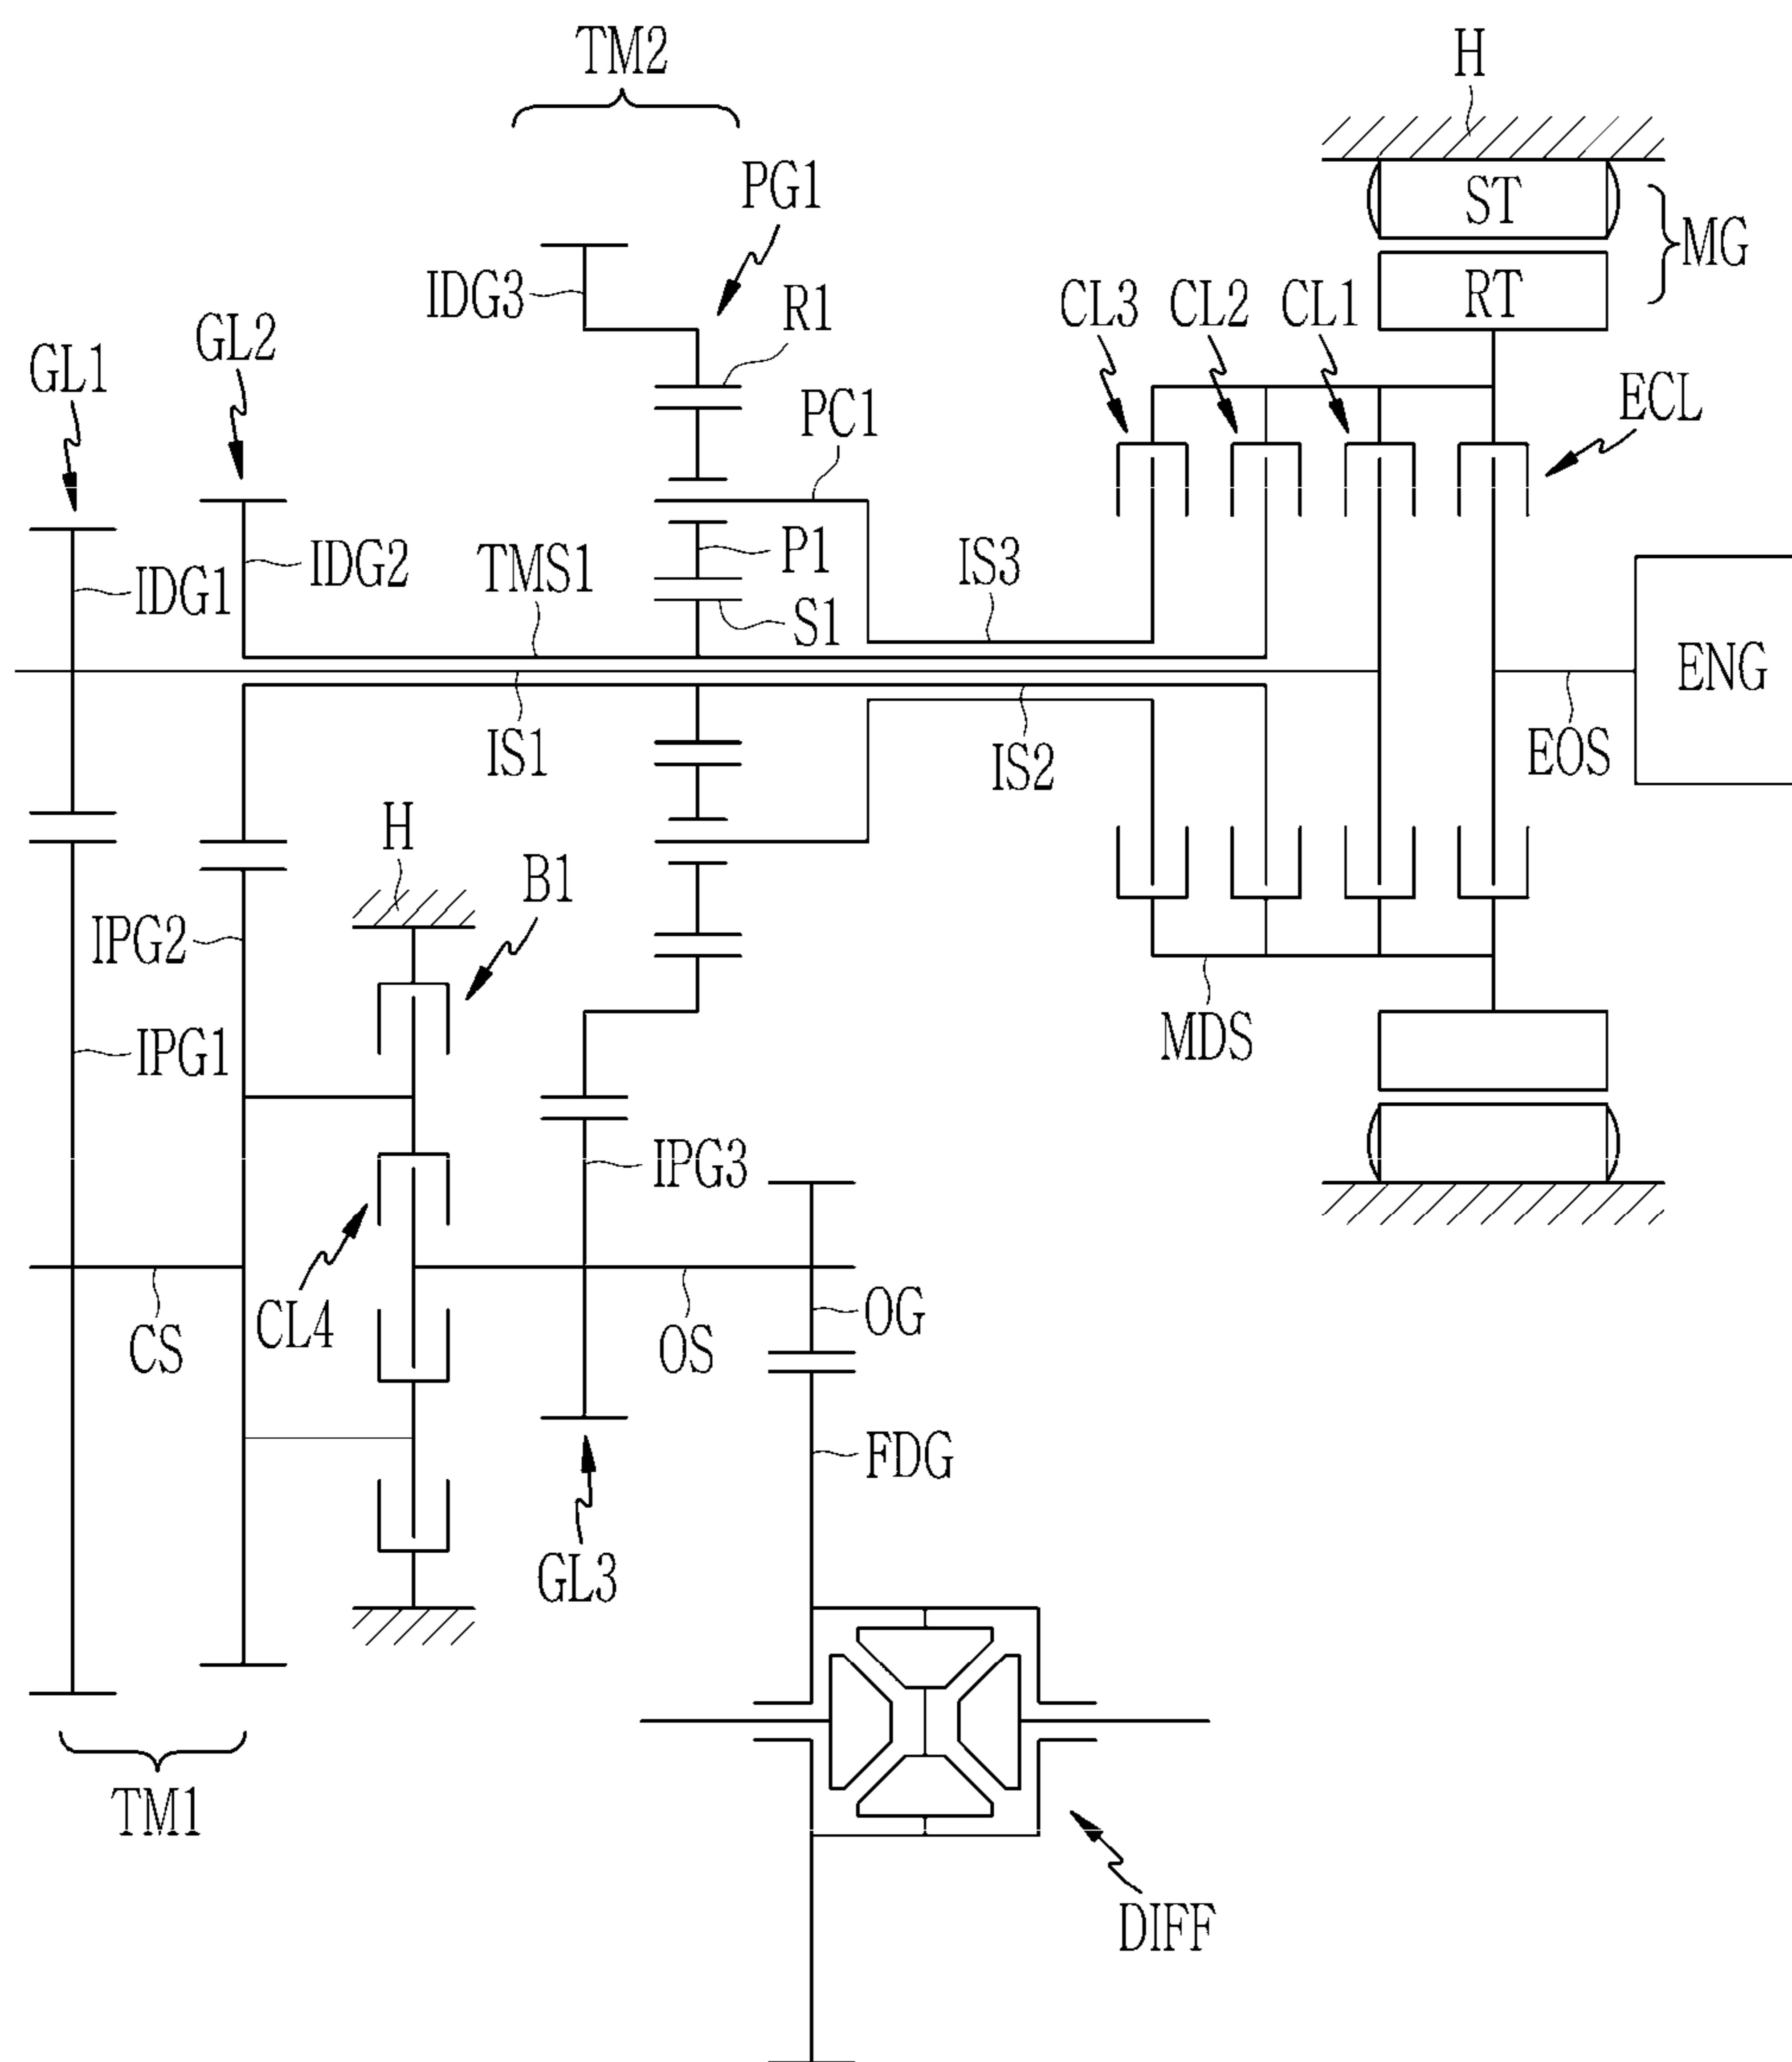 TM2
H
PG1
ST
MG
IDG3
R1
CL3
CL2
CL1
RT
GL2
GL1
PC1
ECL
IDG2
TMS1
P1
IS3
IDG1
S1
ENG
IS1
IS2
EOS
H
B1
IPG2
MDS
IPG1
IPG3
OG
CL4
CS
OS
FDG
GL3
TM1
DIFF